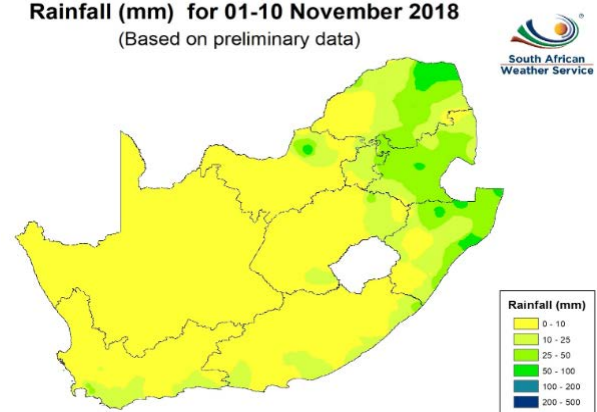 Rainfall (mm) for 01-10 November 2018
(Based on preliminary data)
South African
Weather Service
Rainfall (mm)
0 - 10
10 - 25
25 - 50
50 - 100
100 - 200
200 - 500